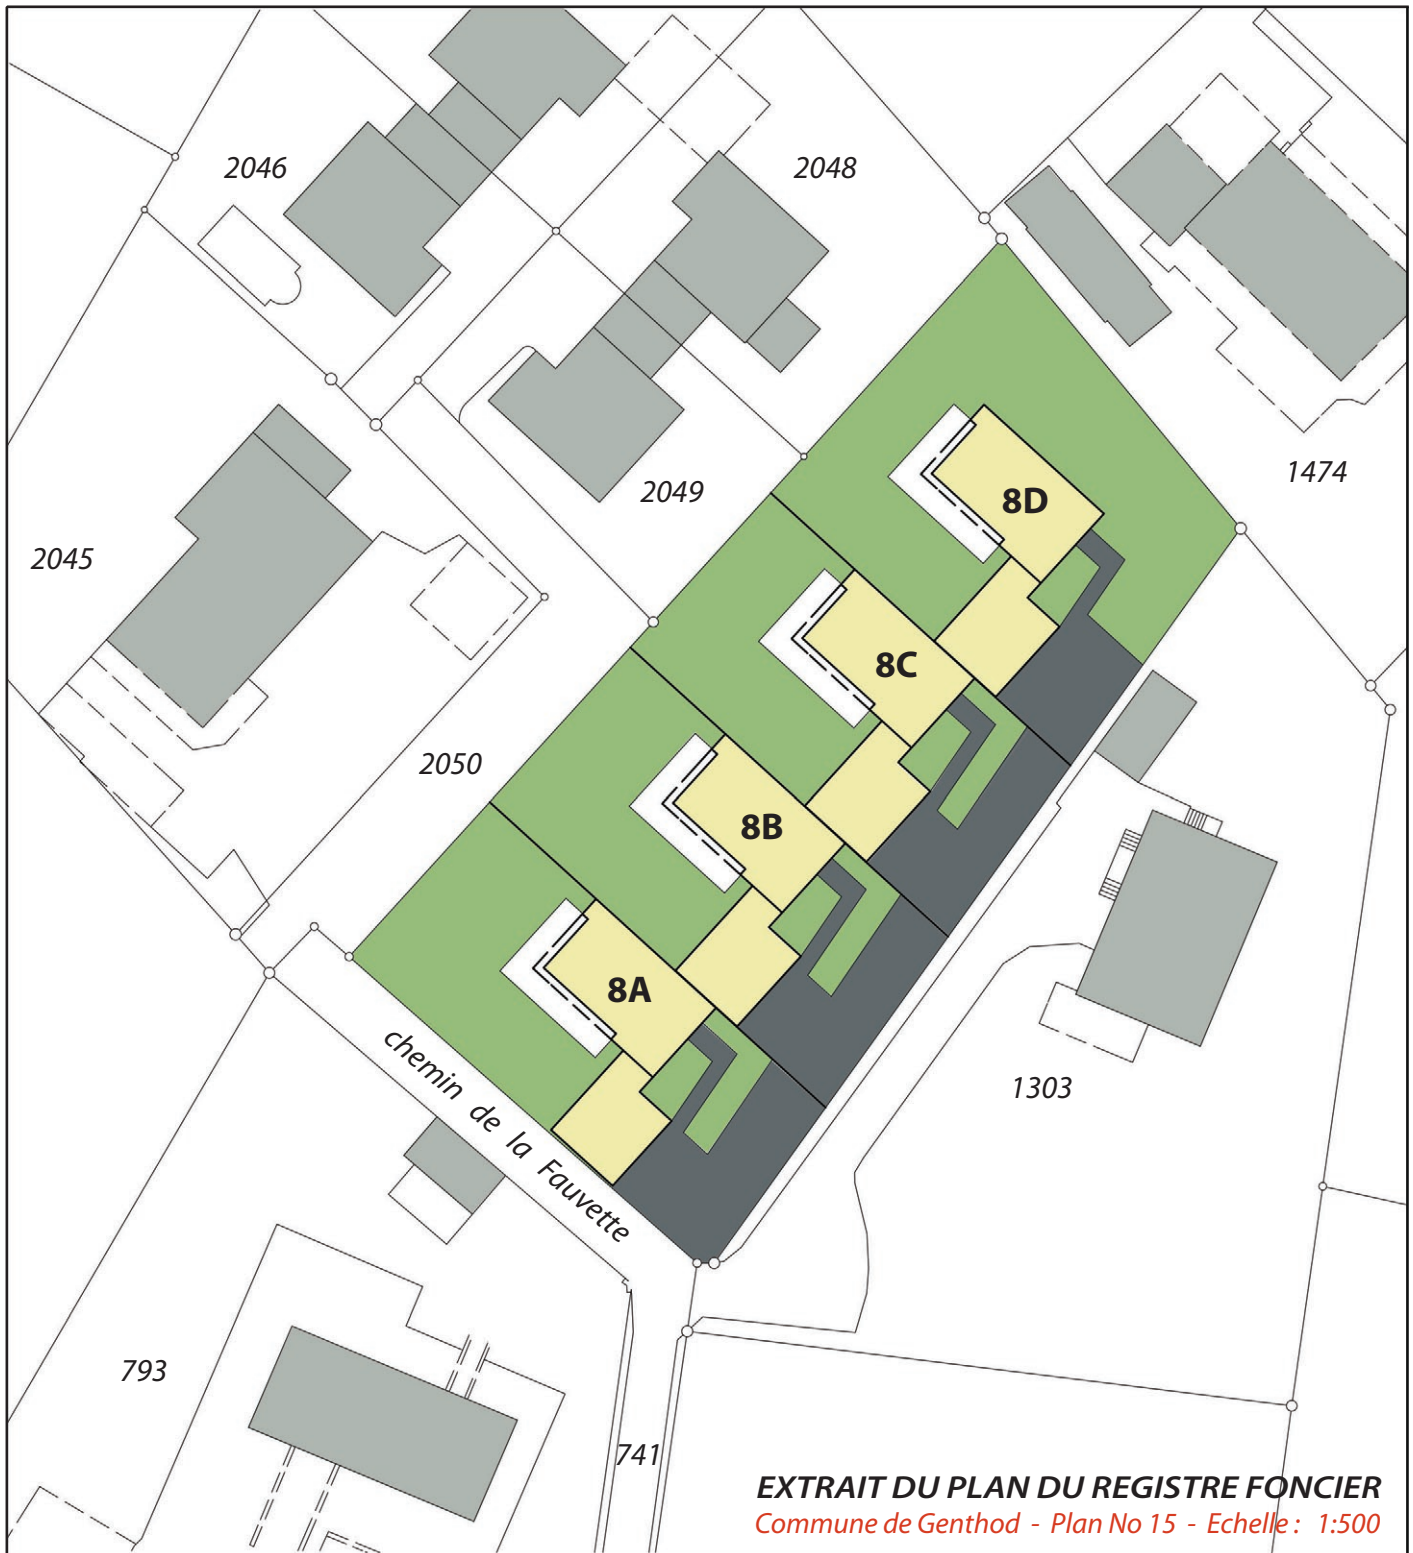 2046
2048
1474
2049
8D
2045
8C
2050
8B
8A
chemin de la Fauvette
1303
793
741
EXTRAIT DU PLAN DU REGISTRE FONCIER
Commune de Genthod - Plan No 15 - Echelle : 1:500